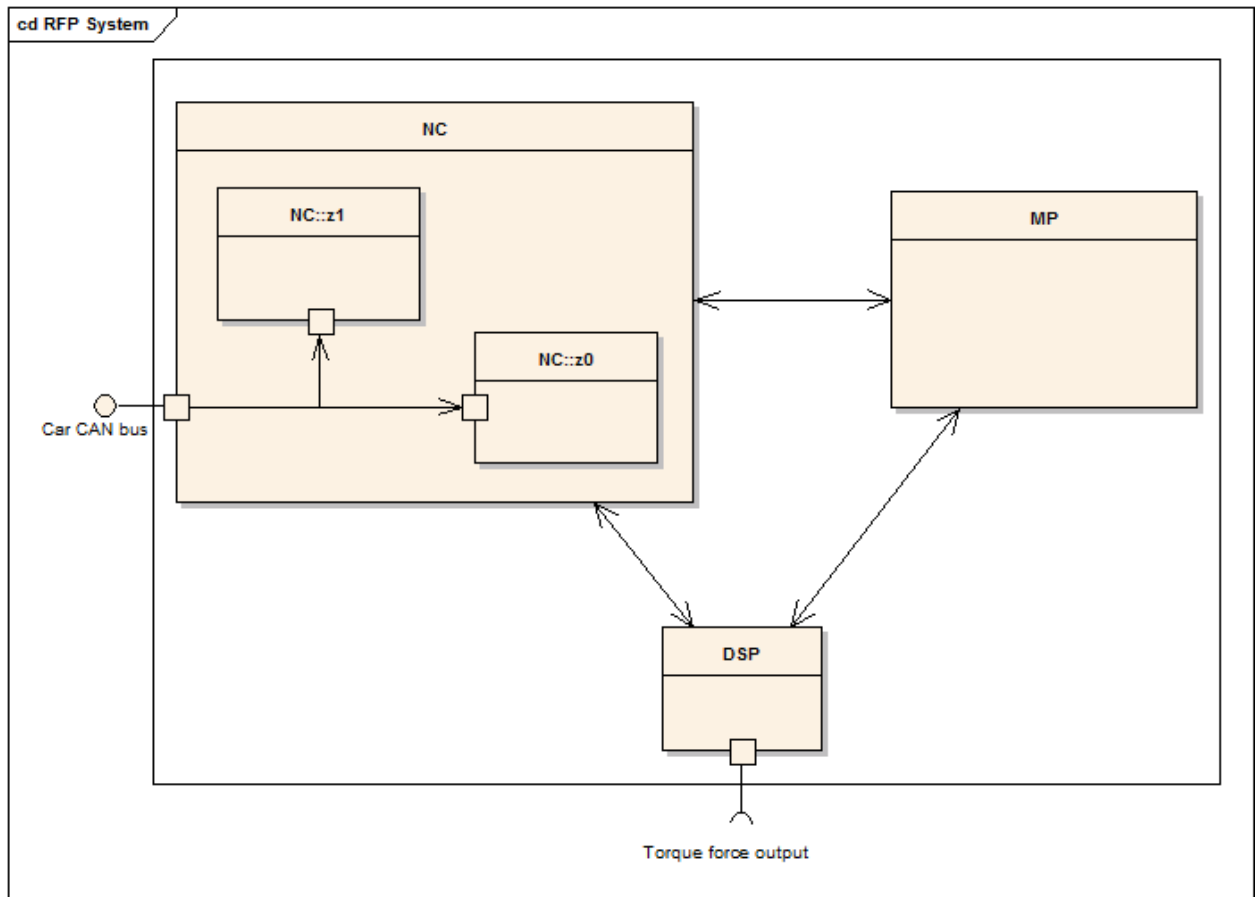 cd RFP System
NC
NC::z1
MP
NC::z0
Car CAN bus
DSP
Torque force output